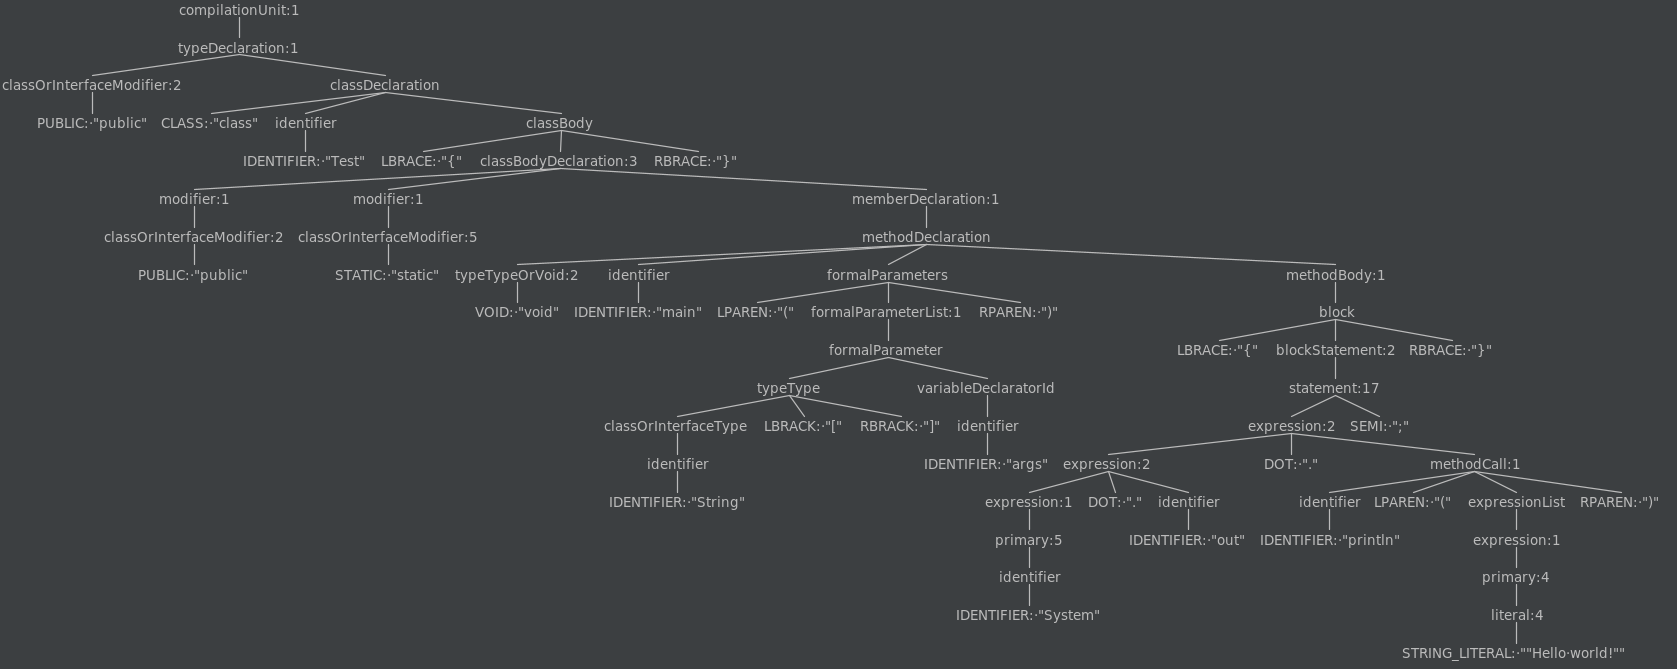 compilationUnit:1
typeDeclaration:1
classOrInterfaceModifier:2 classDeclaration
PUBLIC:·"public" CLASS:·"class" identifier classBody
IDENTIFIER:·"Test" LBRACE:·"{" classBodyDeclaration:3 RBRACE:·"}"
modifier:1 modifier:1 memberDeclaration:1
classOrInterfaceModifier:2 classOrInterfaceModifier:5 methodDeclaration
PUBLIC:·"public" STATIC:·"static" typeTypeOrVoid:2 identifier formalParameters methodBody:1
VOID:·"void" IDENTIFIER:·"main" LPAREN:·"(" formalParameterList:1 RPAREN:·")" block
formalParameter LBRACE:·"{" blockStatement:2 RBRACE:·"}"
typeType variableDeclaratorId statement:17
classOrInterfaceType LBRACK:·"[" RBRACK:·"]" identifier expression:2 SEMI:·";"
identifier IDENTIFIER:·"args" expression:2 DOT:·"." methodCall:1
IDENTIFIER:·"String" expression:1 DOT:·"." identifier identifier LPAREN:·"(" expressionList RPAREN:·")"
primary:5 IDENTIFIER:·"out" IDENTIFIER:·"println" expression:1
identifier primary:4
IDENTIFIER:·"System" literal:4
STRING_LITERAL:·""Hello·world!""